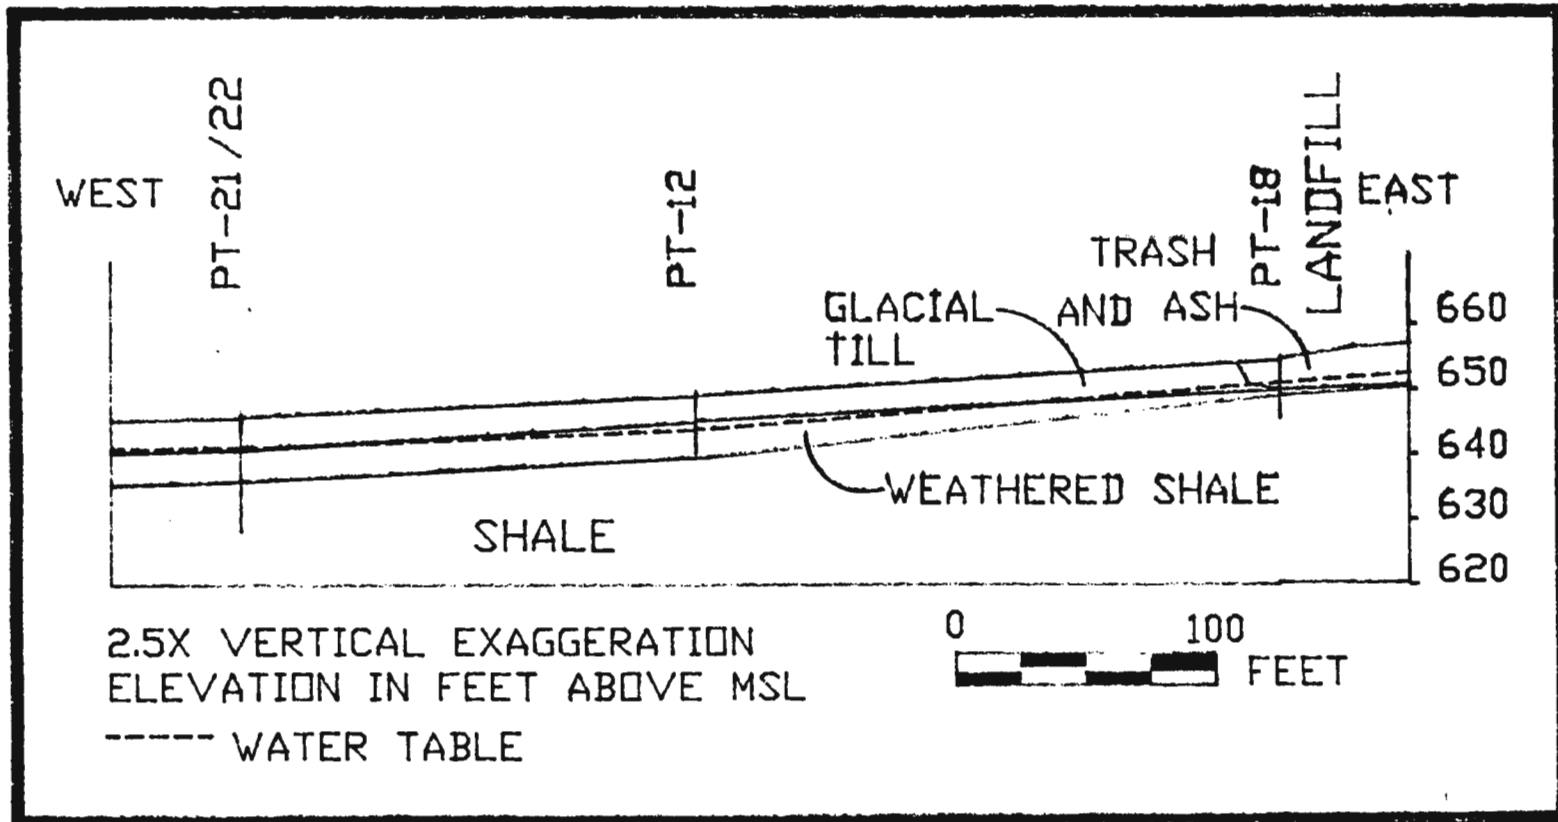 WEST
PT-21/22
PT-12
PT-18
LANDFILL
EAST
TRASH
AND ASH
GLACIAL
TILL
660
650
640
630
620
WEATHERED SHALE
SHALE
2.5X VERTICAL EXAGGERATION
ELEVATION IN FEET ABOVE MSL
------ WATER TABLE
0 100
FEET